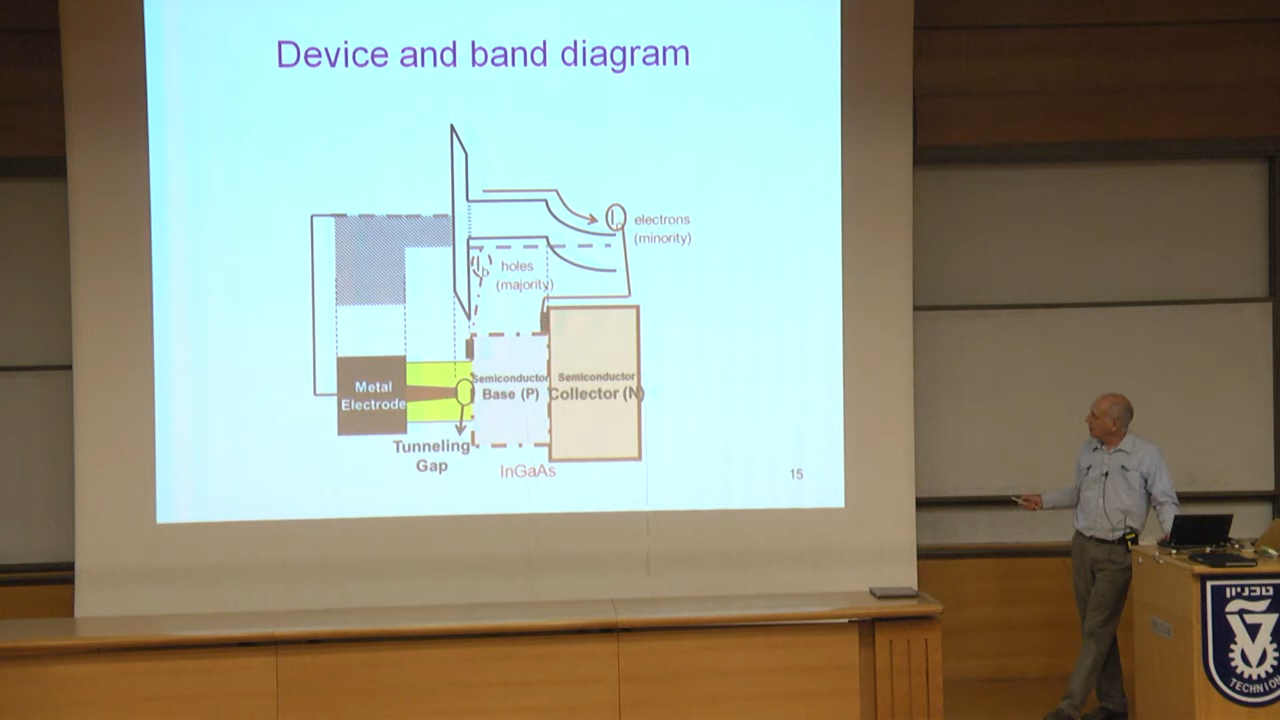 Device and band diagram
I
c
electrons
(minority)
I
b
holes
(majority)
Metal
Electrode
Semiconductor
Base (P)
Semiconductor
Collector (N)
Tunneling
Gap
InGaAs
15
טכניון
TECHNION